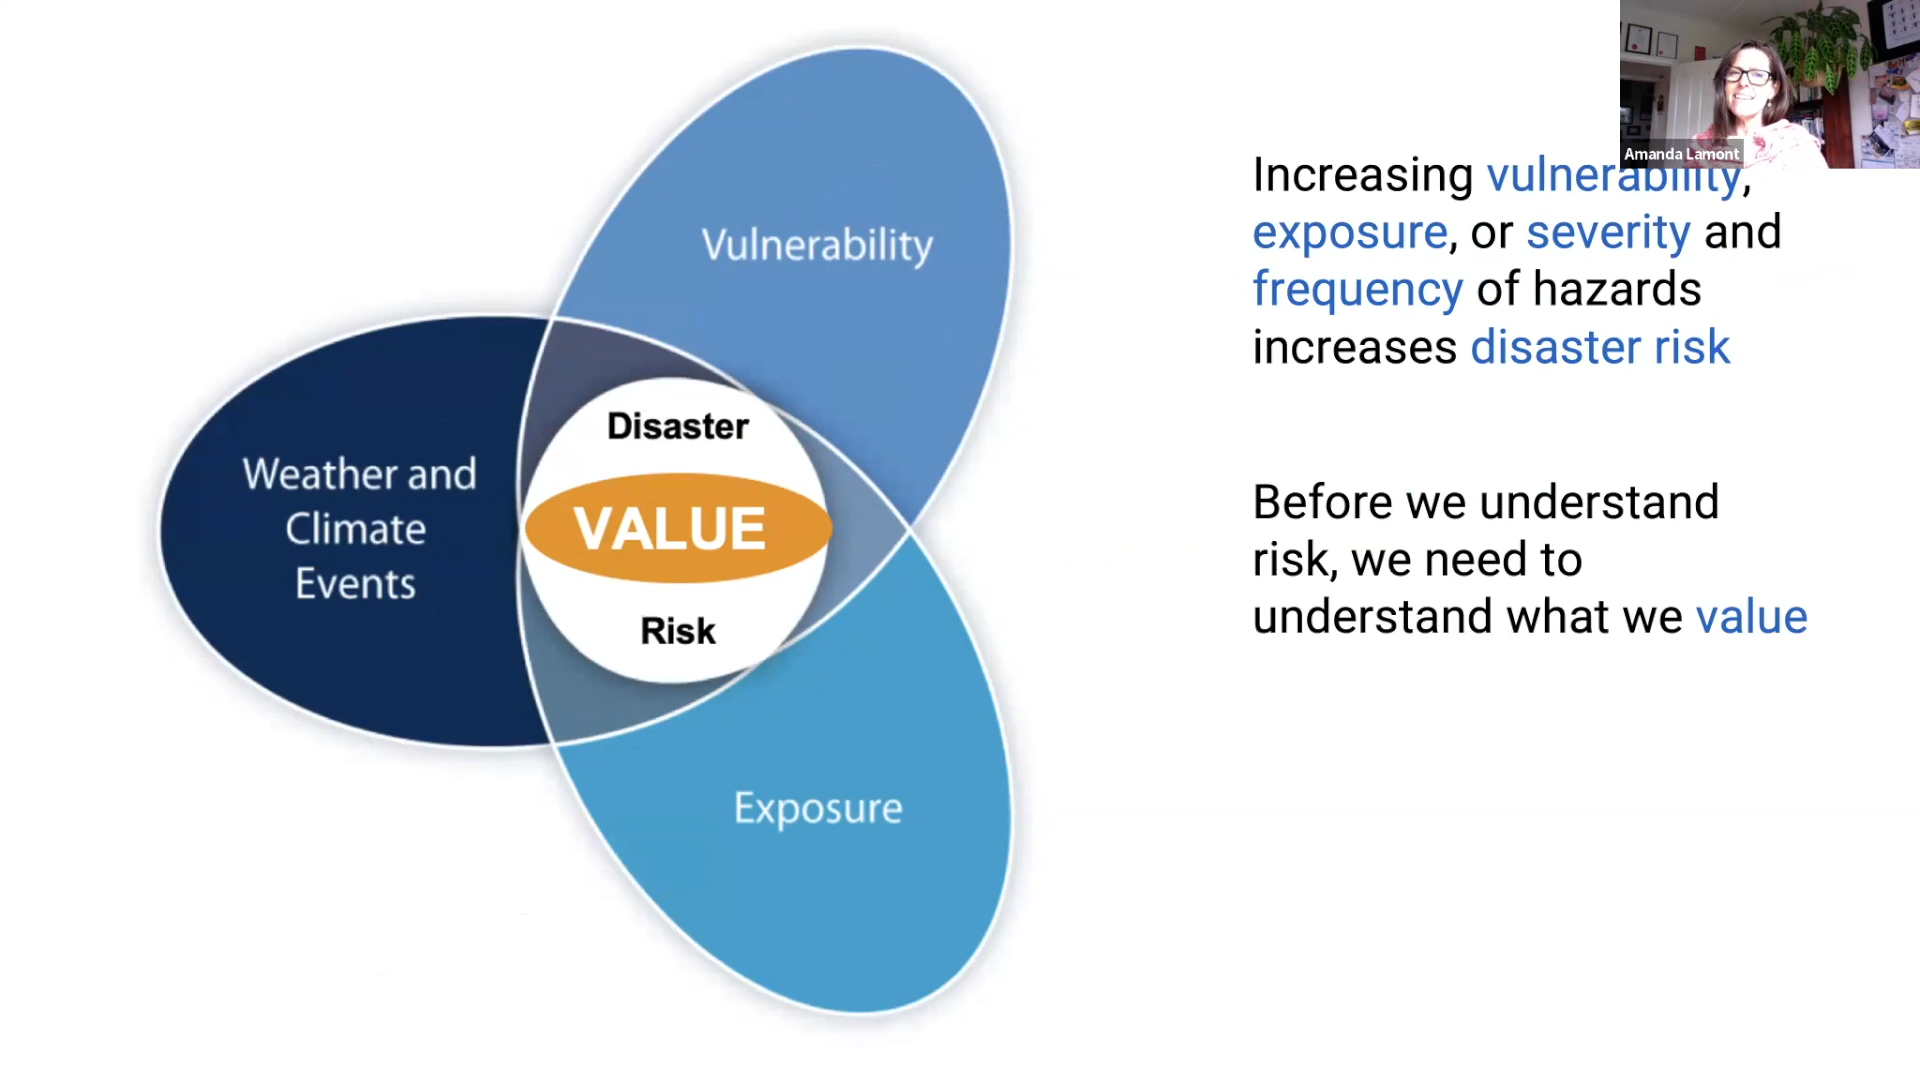 Vulnerability
Weather and
Climate
Events
Disaster
VALUE
Risk
Exposure
Amanda Lamont
Increasing vulnerability,
exposure, or severity and
frequency of hazards
increases disaster risk
Before we understand
risk, we need to
understand what we value